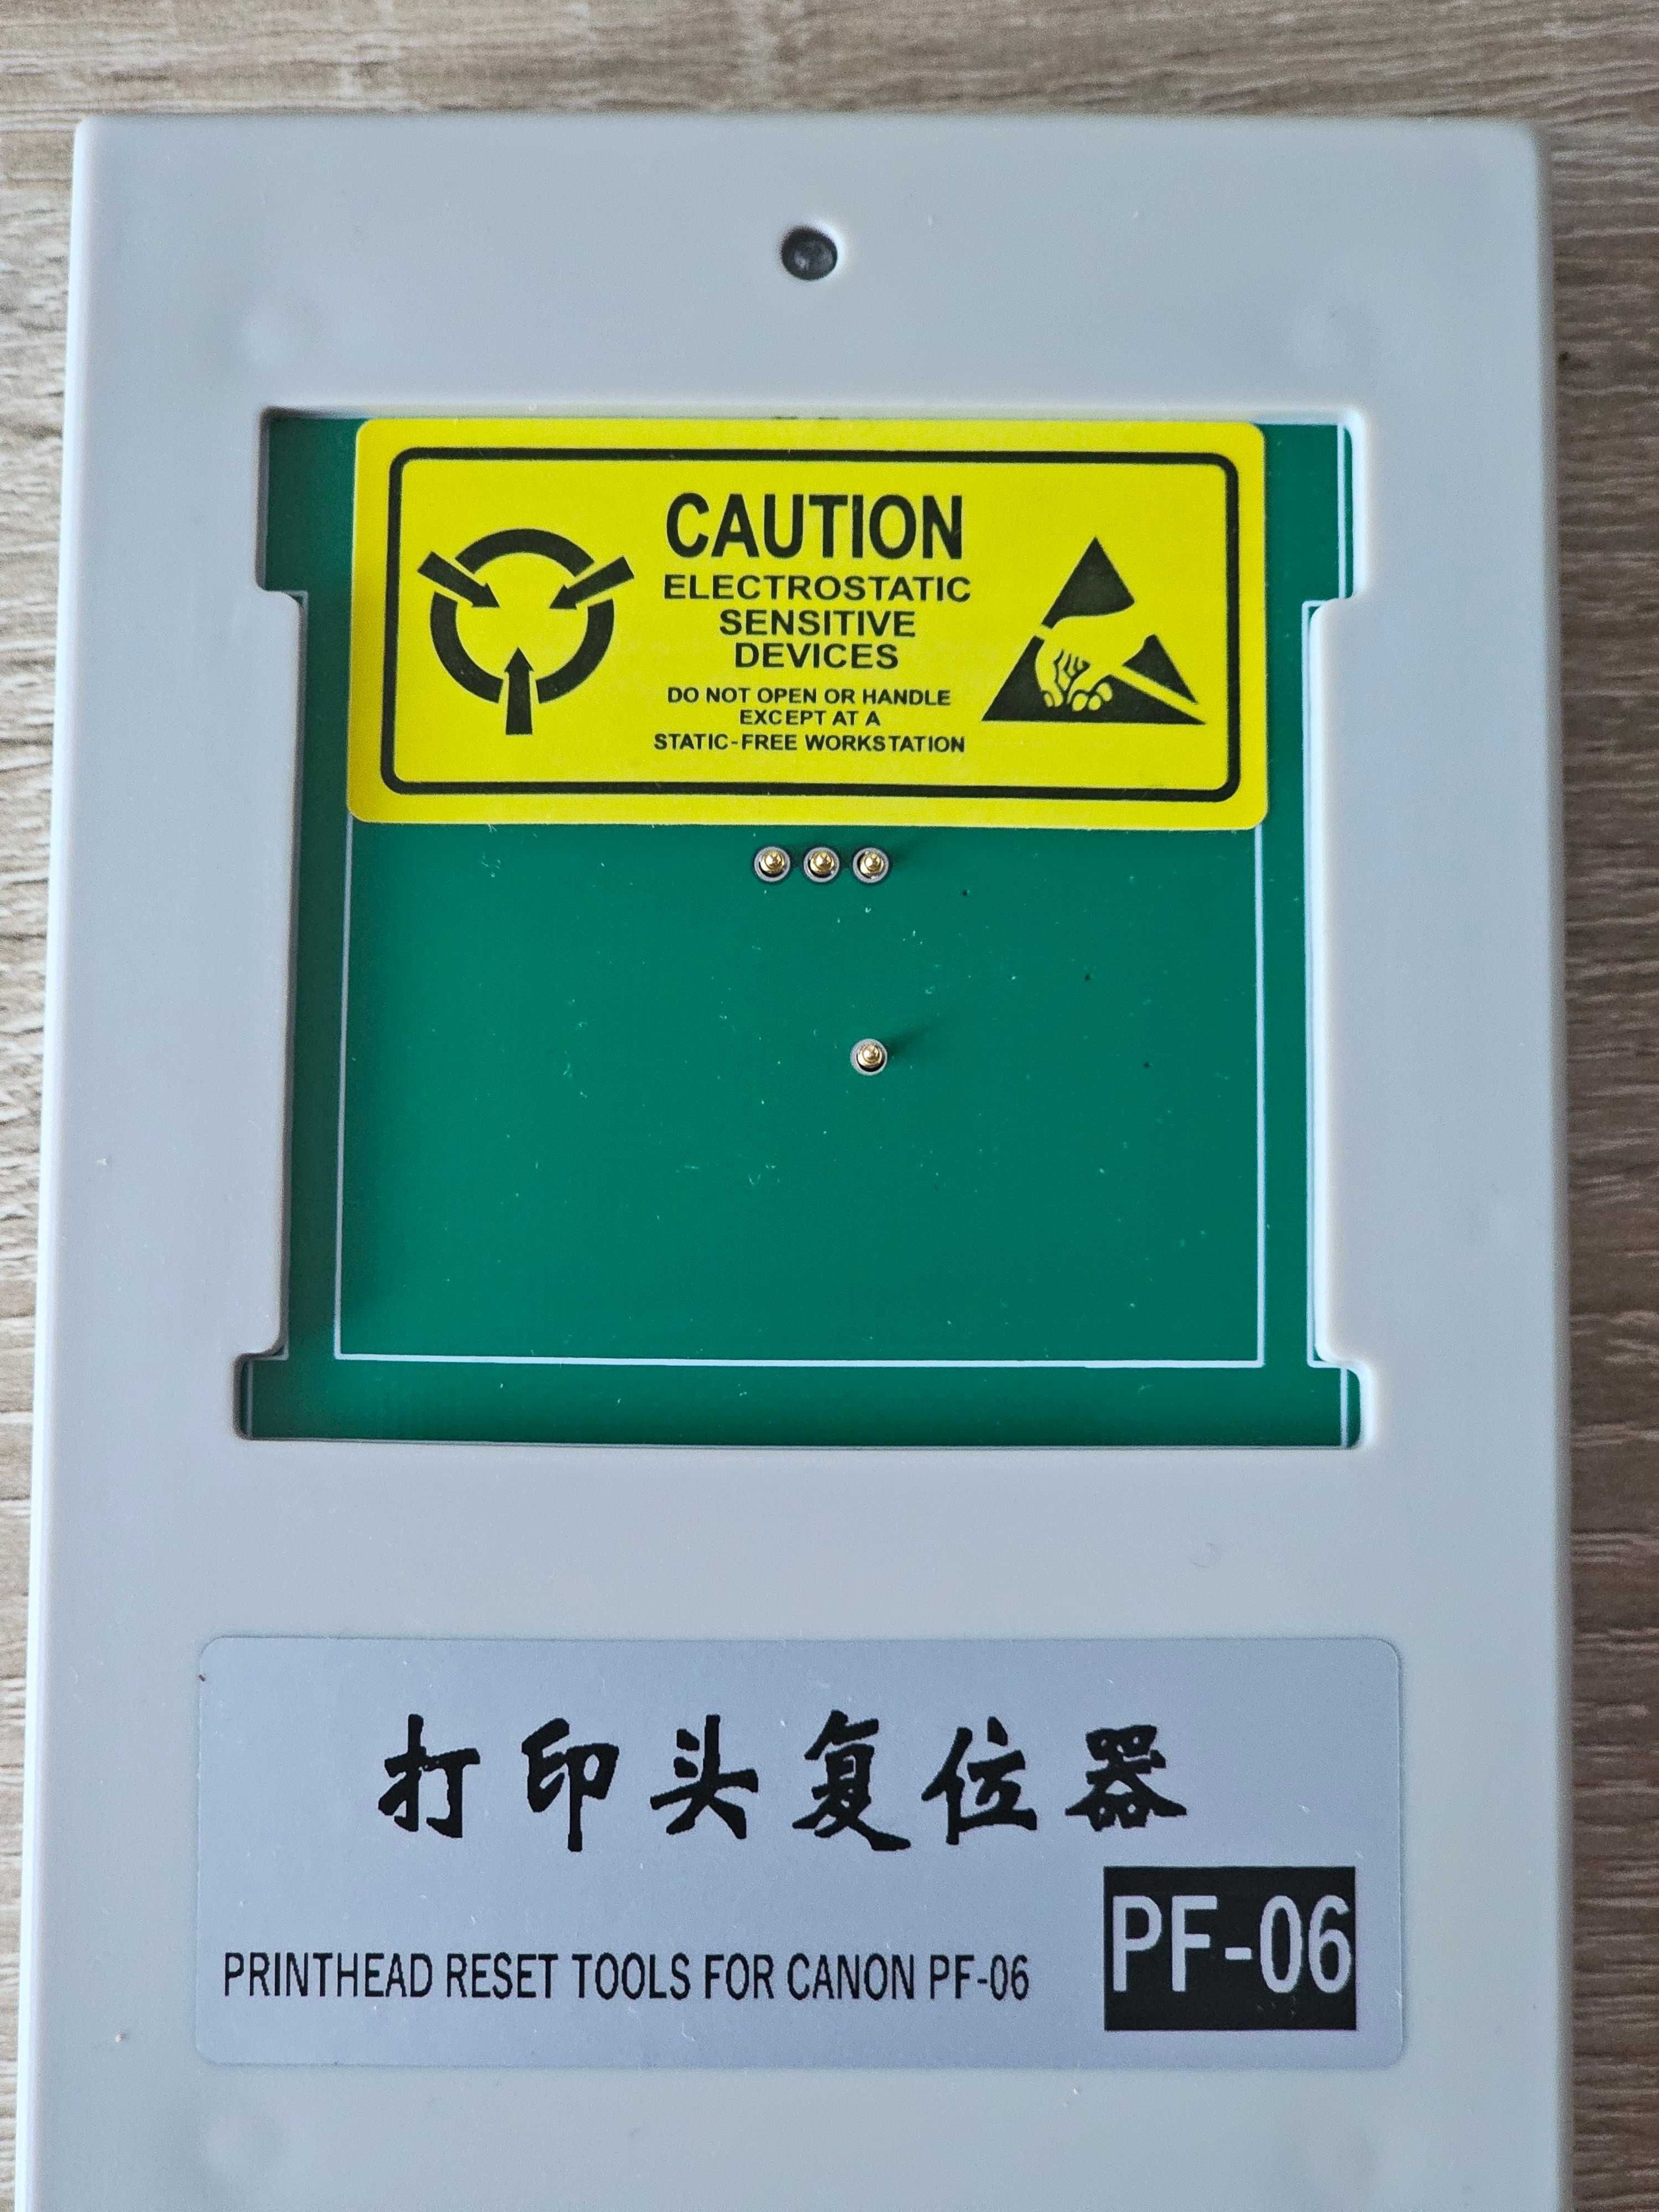 CAUTION
ELECTROSTATIC
SENSITIVE
DEVICES
DO NOT OPEN OR HANDLE
EXCEPT AT A
STATIC-FREE WORKSTATION
打印头复位器
PRINTHEAD RESET TOOLS FOR CANON PF-06
PF-06